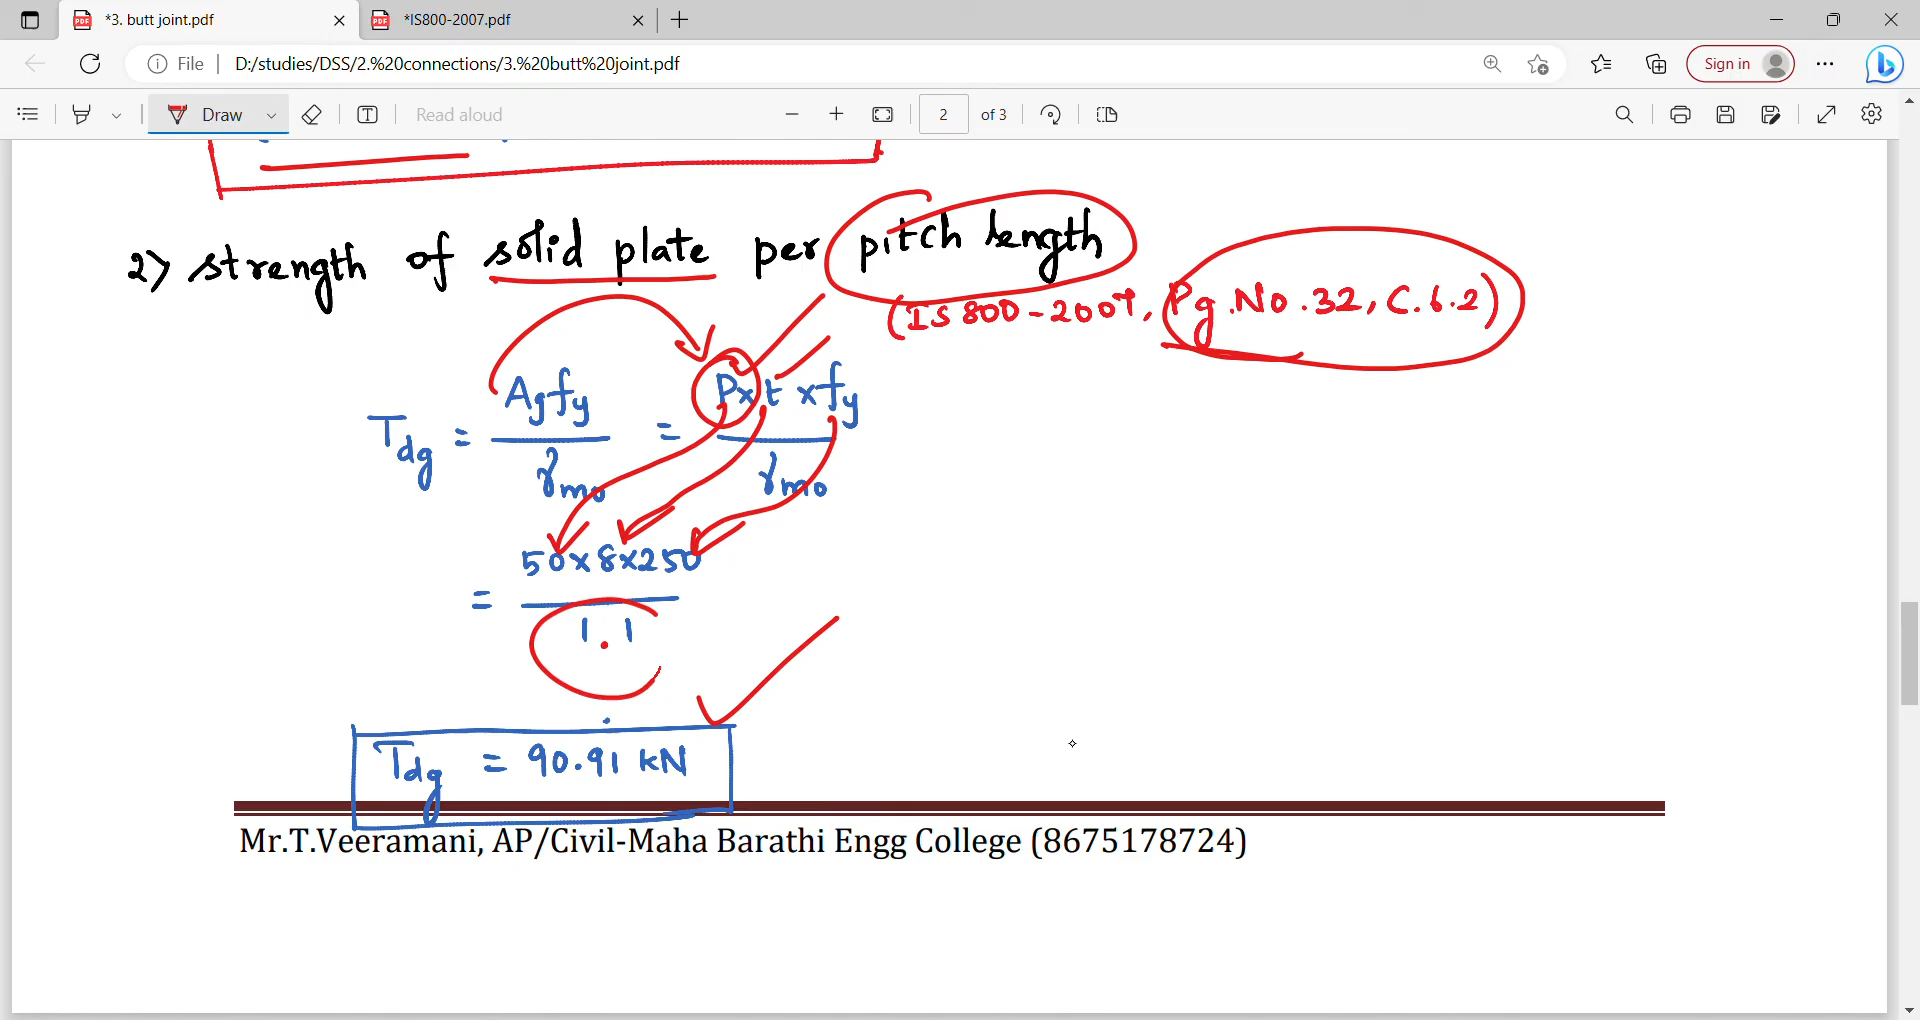 *3. butt joint.pdf
*IS800-2007.pdf
File
D:/studies/DSS/2.%20connections/3.%20butt%20joint.pdf
Sign in
Draw
Read aloud
2
of 3
2) strength of solid plate per pitch length
(IS 800-2007, Pg.No.32, C.6.2)
Tdg = Agfy / γm0 = Pxt xfy / γm0
= 50x8x250 / 1.1
Tdg = 90.91 kN
Mr.T.Veeramani, AP/Civil-Maha Barathi Engg College (8675178724)